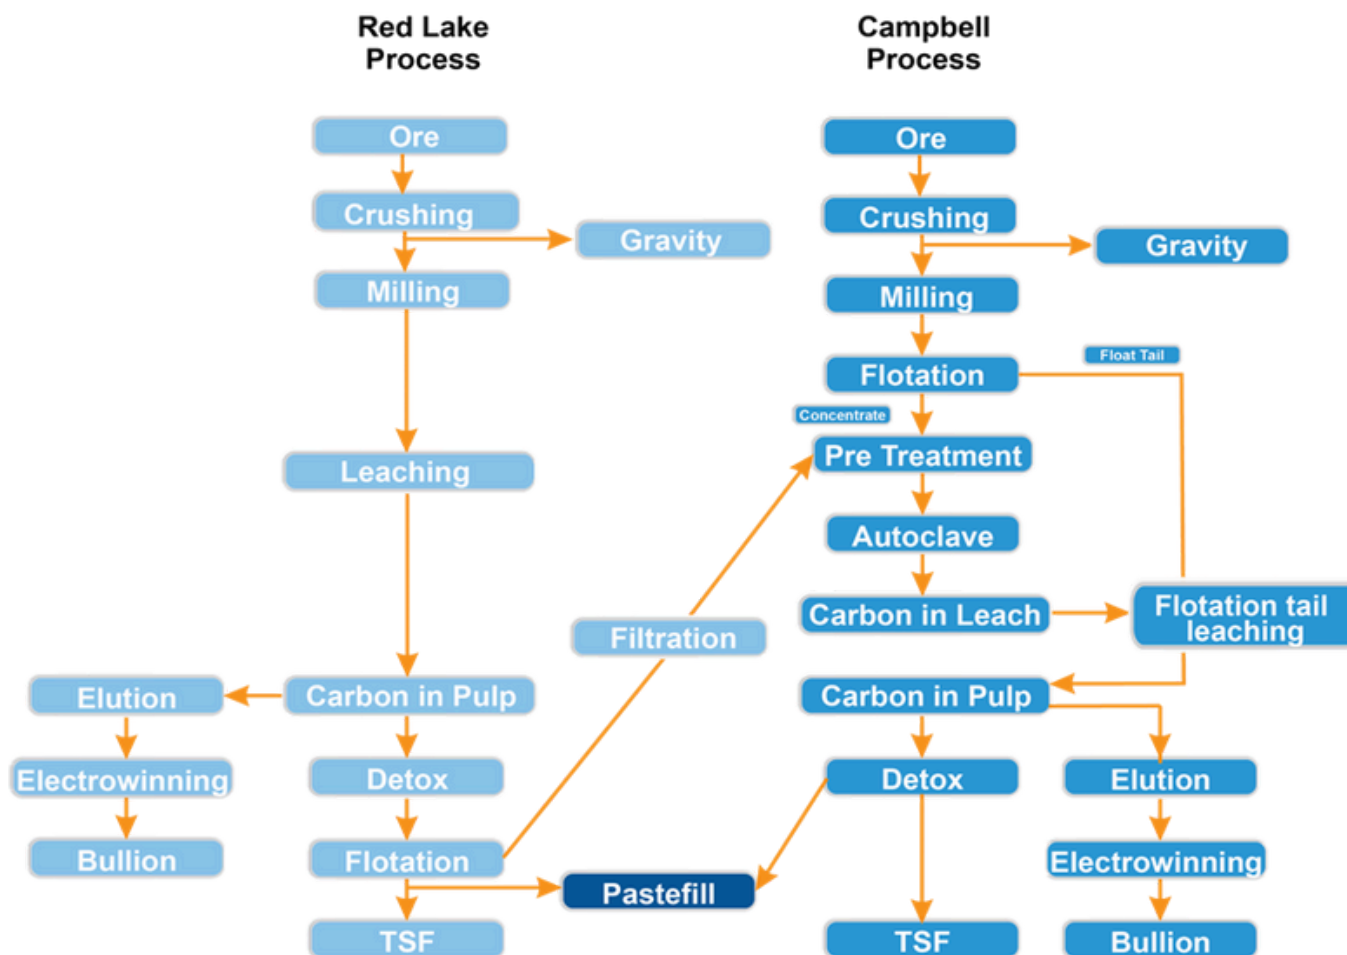 Red Lake
Process
Campbell
Process
Ore
Ore
Crushing
Crushing
Gravity
Gravity
Milling
Milling
Float Tail
Flotation
Concentrate
Pre Treatment
Leaching
Autoclave
Carbon in Leach
Flotation tail
leaching
Filtration
Elution
Carbon in Pulp
Carbon in Pulp
Electrowinning
Detox
Detox
Elution
Bullion
Flotation
Electrowinning
Pastefill
TSF
TSF
Bullion